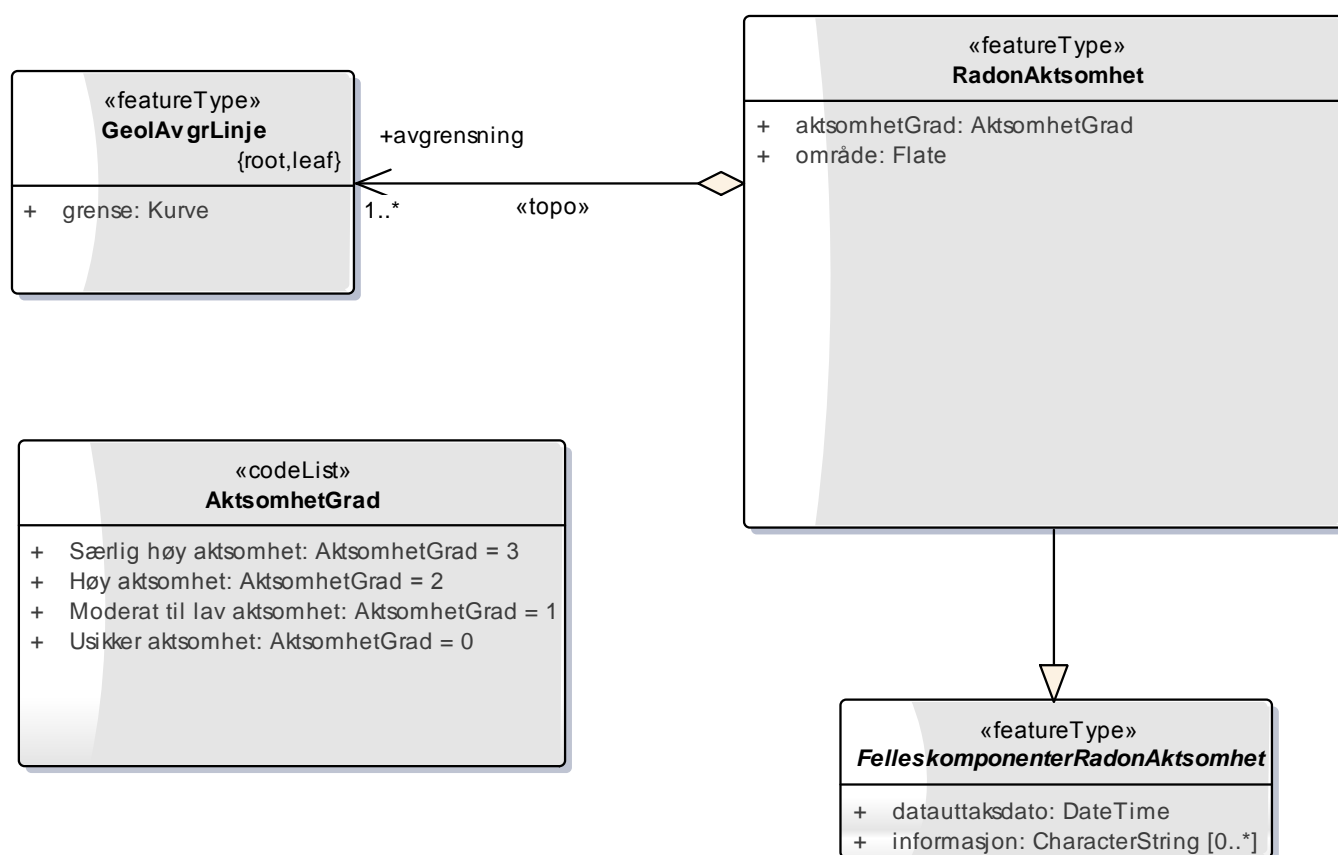 «featureType»
GeolAvgrLinje
{root,leaf}
+ grense: Kurve
+avgrensning
1..*
«topo»
«featureType»
RadonAktsomhet
+ aktsomhetGrad: AktsomhetGrad
+ område: Flate
«codeList»
AktsomhetGrad
+ Særlig høy aktsomhet: AktsomhetGrad = 3
+ Høy aktsomhet: AktsomhetGrad = 2
+ Moderat til lav aktsomhet: AktsomhetGrad = 1
+ Usikker aktsomhet: AktsomhetGrad = 0
«featureType»
FelleskomponenterRadonAktsomhet
+ datauttaksdato: DateTime
+ informasjon: CharacterString [0..*]